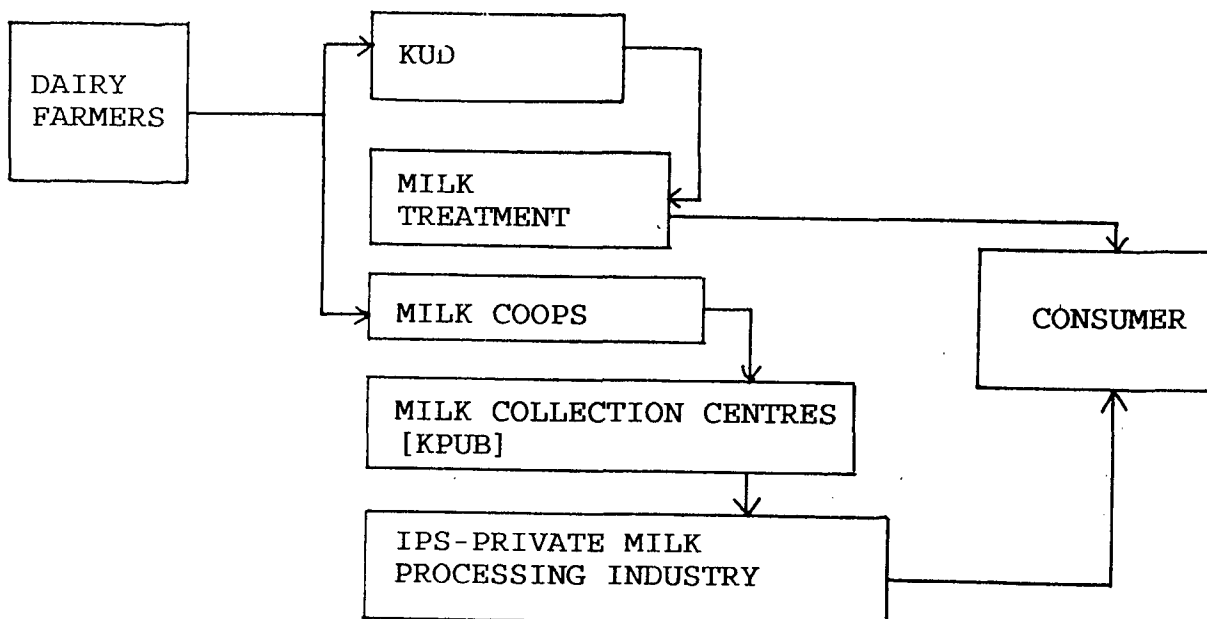 DAIRY
FARMERS
KUD
MILK
TREATMENT
MILK COOPS
CONSUMER
MILK COLLECTION CENTRES
[KPUB]
IPS-PRIVATE MILK
PROCESSING INDUSTRY